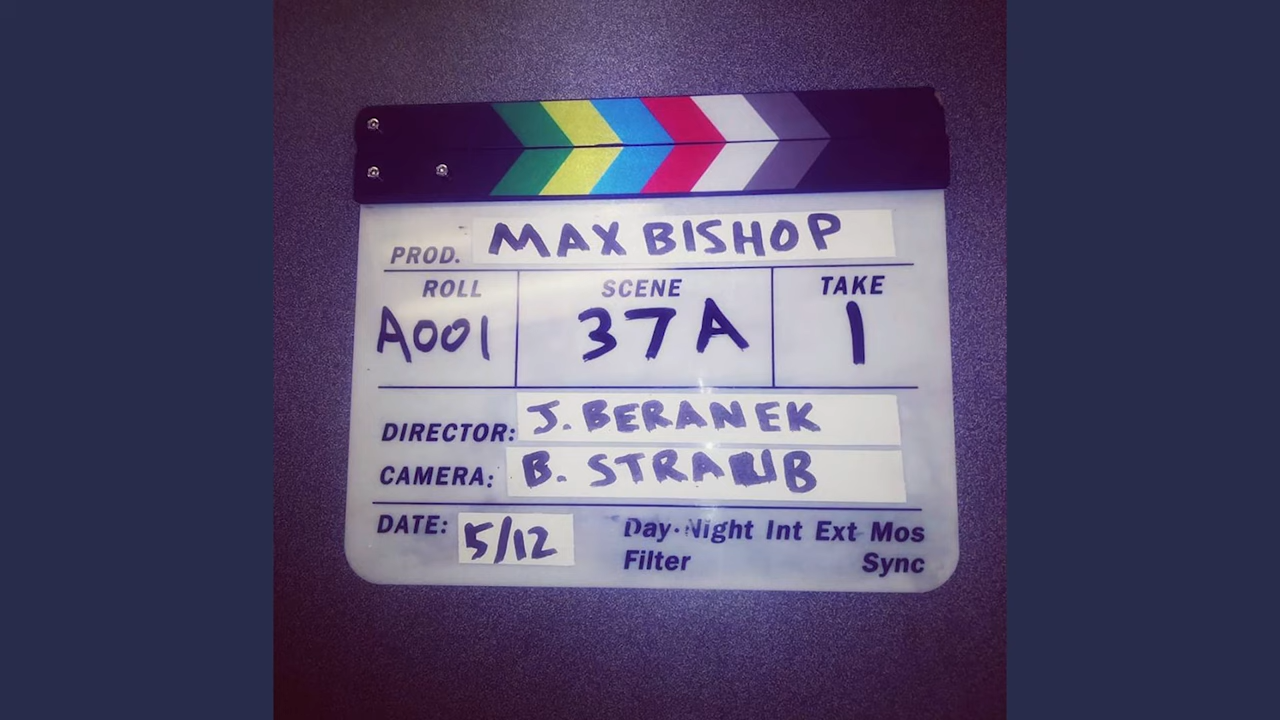 PROD. MAX BISHOP
ROLL SCENE TAKE
A001 37A 1
DIRECTOR: J. BERANEK
CAMERA: B. STRAUB
DATE: 5/12 Day·Night Int Ext Mos
Filter Sync